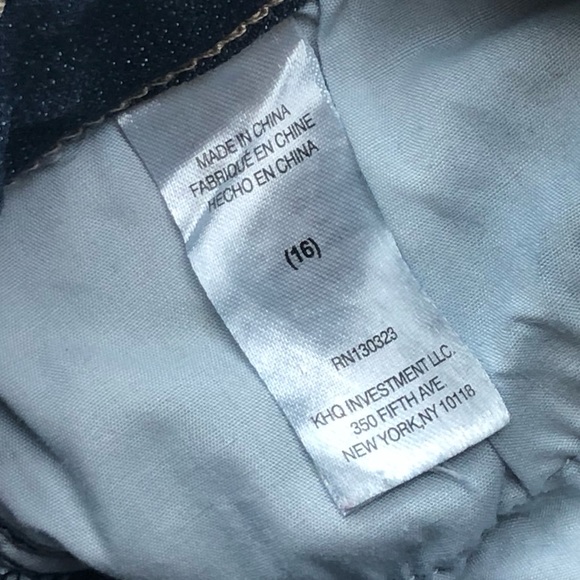 MADE IN CHINA
FABRIQUÉ EN CHINE
HECHO EN CHINA
(16)
RN130323
KHQ INVESTMENT LLC.
350 FIFTH AVE
NEW YORK,NY 10118